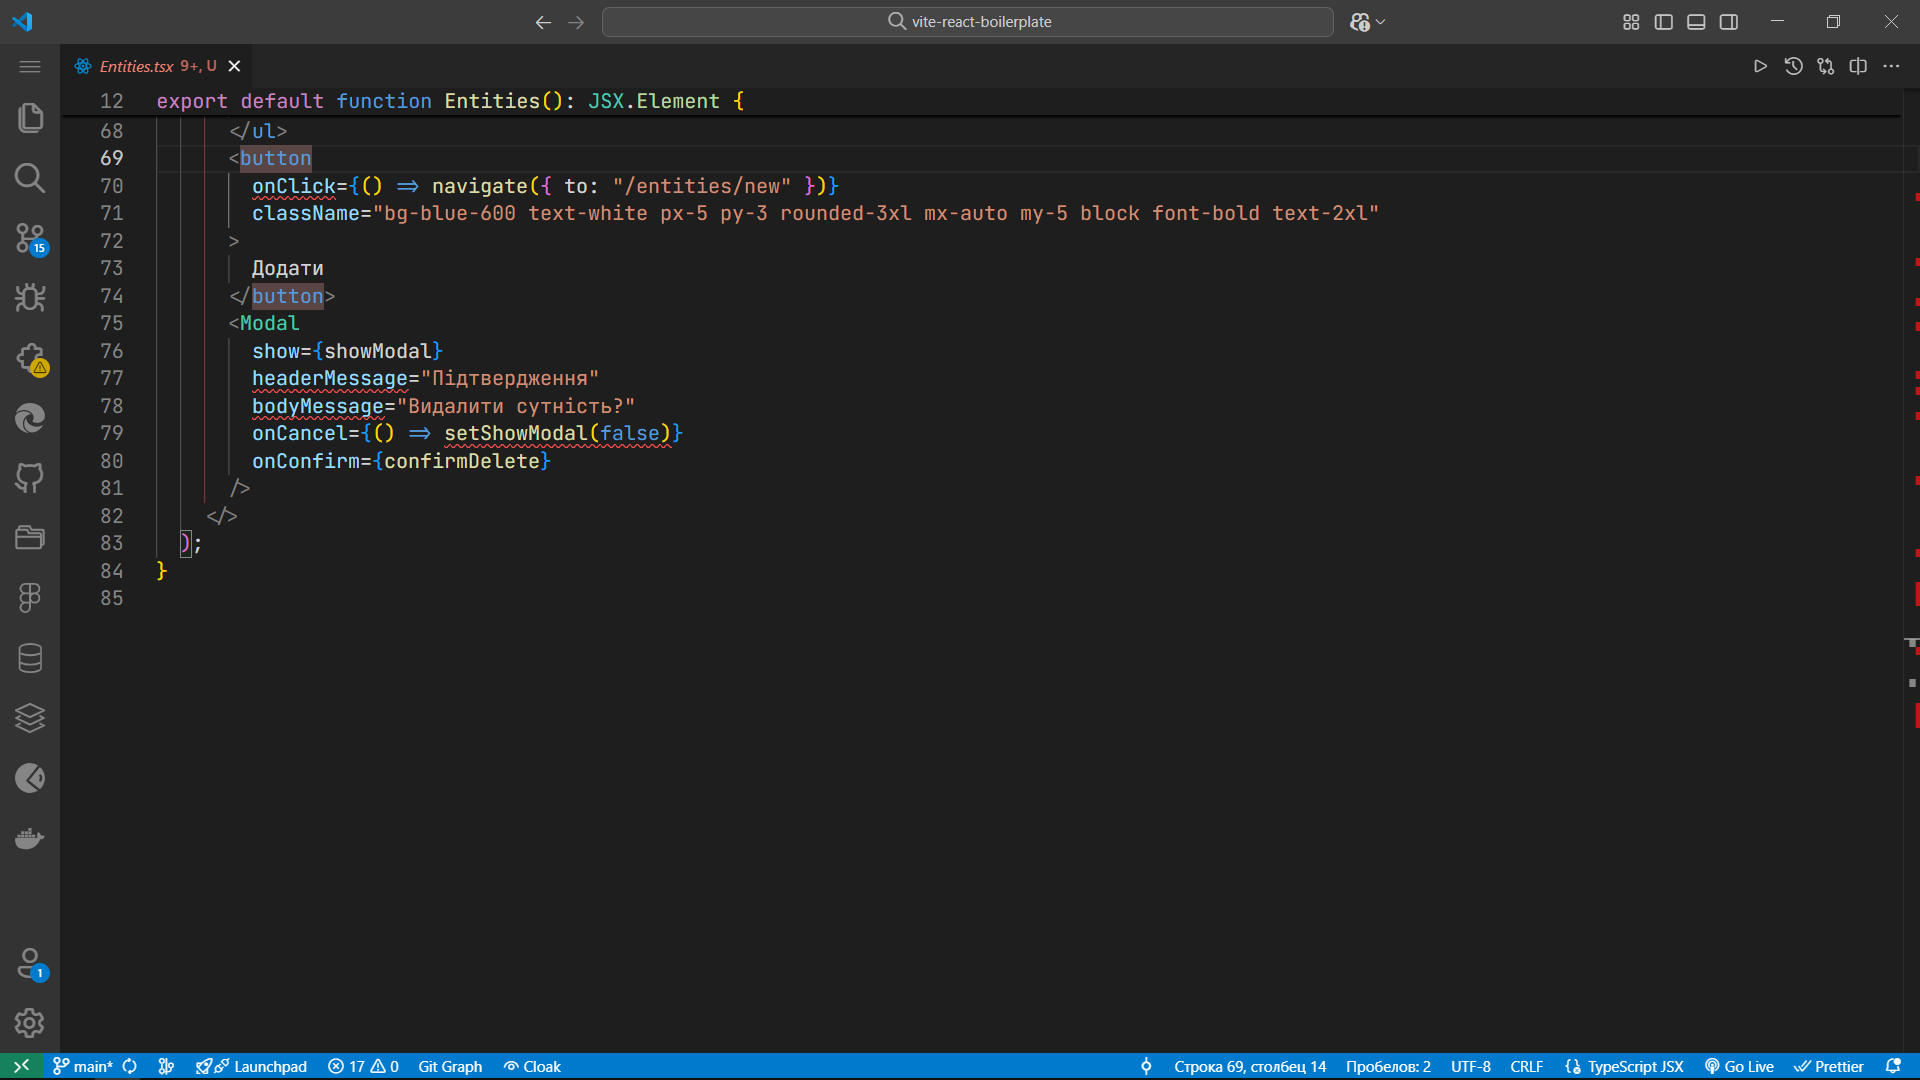 vite-react-boilerplate
Entities.tsx 9+, U
12 export default function Entities(): JSX.Element {
68 </ul>
69 <button
70 onClick={() => navigate({ to: "/entities/new" })}
71 className="bg-blue-600 text-white px-5 py-3 rounded-3xl mx-auto my-5 block font-bold text-2xl"
72 >
73 Додати
74 </button>
75 <Modal
76 show={showModal}
77 headerMessage="Підтвердження"
78 bodyMessage="Видалити сутність?"
79 onCancel={() => setShowModal(false)}
80 onConfirm={confirmDelete}
81 />
82 </>
83 );
84 }
85
15
1
main* Launchpad 17 0 Git Graph Cloak Строка 69, столбец 14 Пробелов: 2 UTF-8 CRLF TypeScript JSX Go Live Prettier